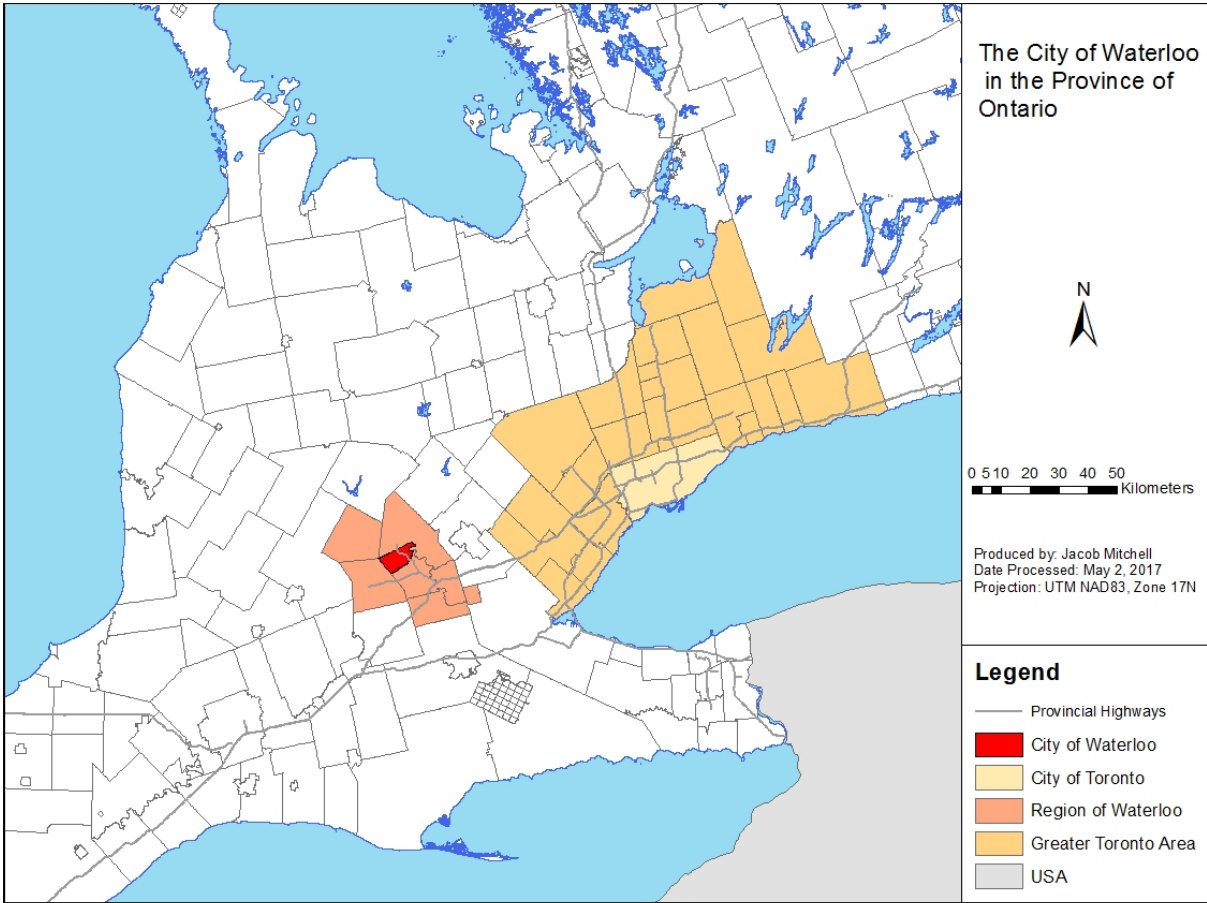 The City of Waterloo
in the Province of
Ontario
N
0 5 10 20 30 40 50
Kilometers
Produced by: Jacob Mitchell
Date Processed: May 2, 2017
Projection: UTM NAD83, Zone 17N
Legend
Provincial Highways
City of Waterloo
City of Toronto
Region of Waterloo
Greater Toronto Area
USA